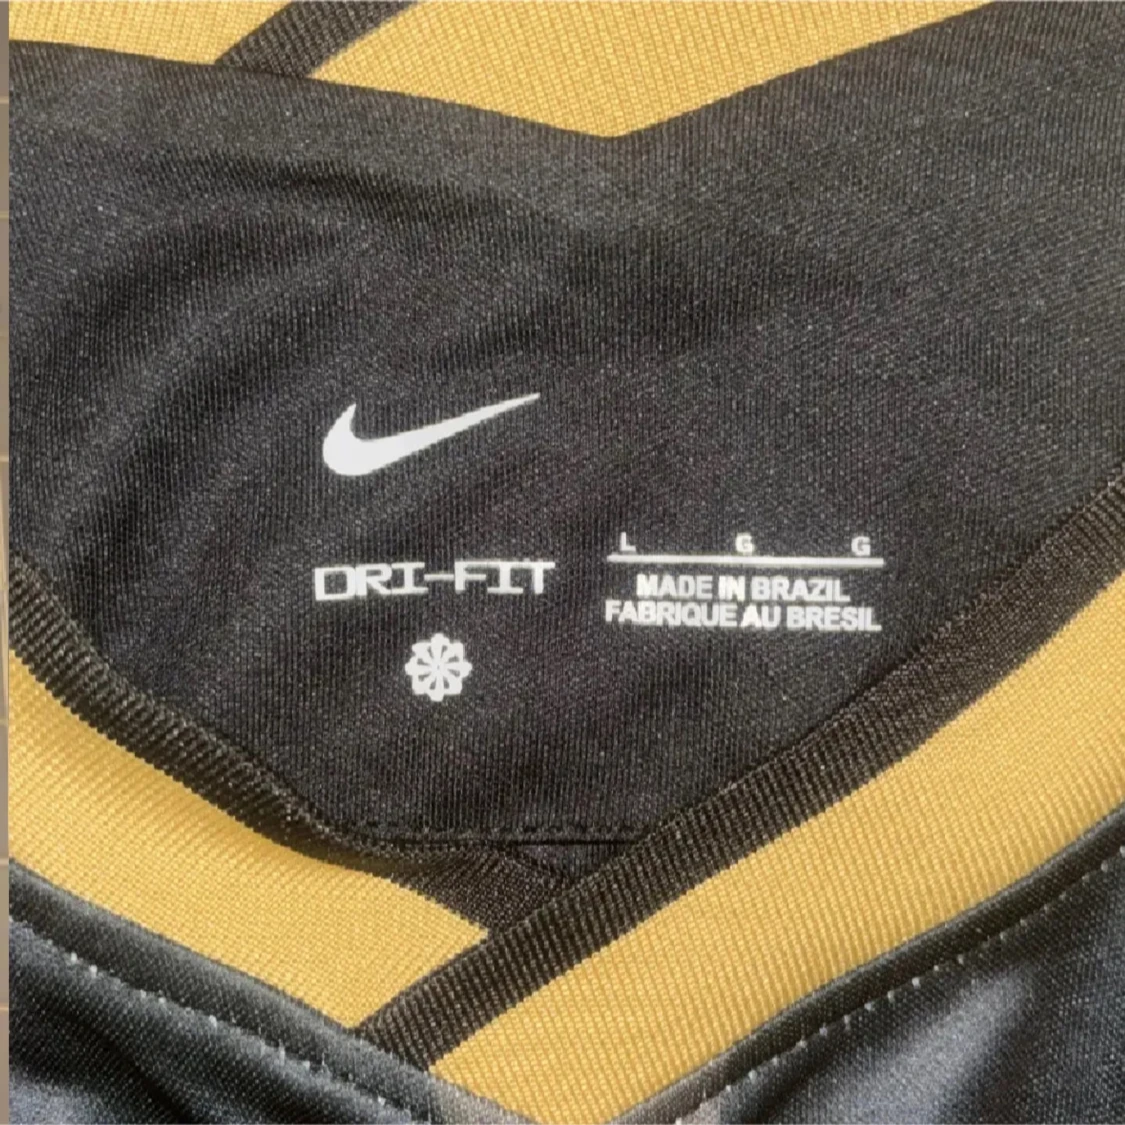 DRI-FIT
L G G
MADE IN BRAZIL
FABRIQUE AU BRESIL